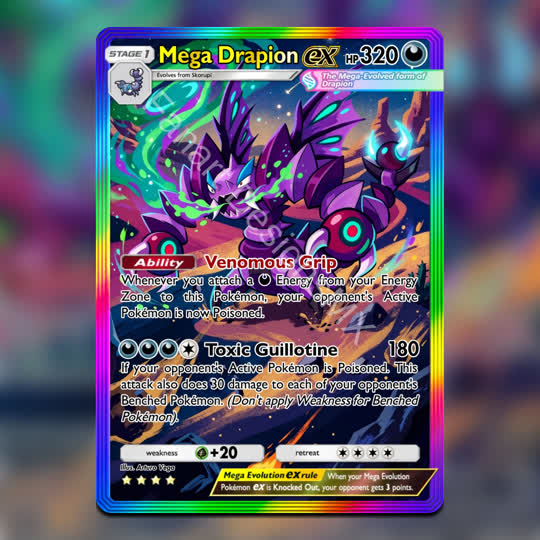 STAGE 1 Mega Drapion ex HP 320
Evolves from Skorupi
The Mega-Evolved form of
Drapion
Ability Venomous Grip
Whenever you attach a Energy from your Energy
Zone to this Pokémon, your opponent's Active
Pokémon is now Poisoned.
Toxic Guillotine 180
If your opponent's Active Pokémon is Poisoned. This
attack also does 30 damage to each of your opponent's
Benched Pokémon. (Don't apply Weakness for Benched
Pokémon).
weakness +20 retreat
Illus. Arturo Vega
Mega Evolution ex rule When your Mega Evolution
Pokémon ex is Knocked Out, your opponent gets 3 points.